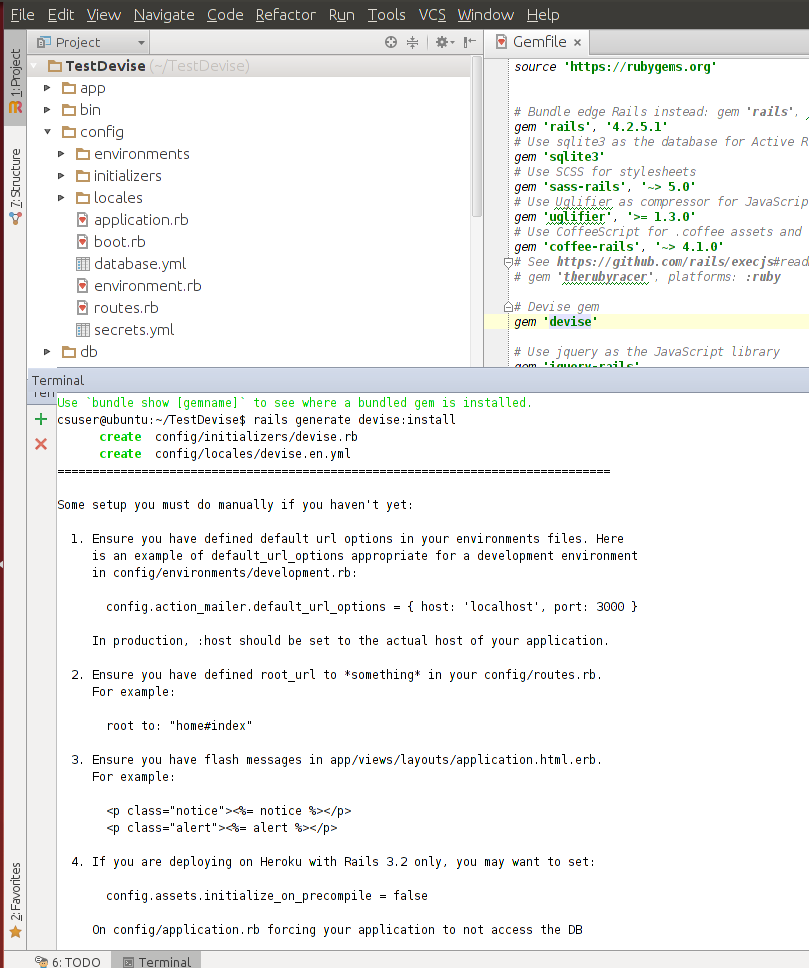 File Edit View Navigate Code Refactor Run Tools VCS Window Help
Project
Gemfile ×
1: Project
7: Structure
2: Favorites
TestDevise (~/TestDevise)
app
bin
config
environments
initializers
locales
application.rb
boot.rb
database.yml
environment.rb
routes.rb
secrets.yml
db
source 'https://rubygems.org'
# Bundle edge Rails instead: gem 'rails',
gem 'rails', '4.2.5.1'
# Use sqlite3 as the database for Active R
gem 'sqlite3'
# Use SCSS for stylesheets
gem 'sass-rails', '~> 5.0'
# Use Uglifier as compressor for JavaScrip
gem 'uglifier', '>= 1.3.0'
# Use CoffeeScript for .coffee assets and
gem 'coffee-rails', '~> 4.1.0'
# See https://github.com/rails/execjs#read
# gem 'therubyracer', platforms: :ruby
# Devise gem
gem 'devise'
# Use jquery as the JavaScript library
gem 'jquery-rails'
Terminal
Use `bundle show [gemname]` to see where a bundled gem is installed.
csuser@ubuntu:~/TestDevise$ rails generate devise:install
create config/initializers/devise.rb
create config/locales/devise.en.yml
===============================================================================
Some setup you must do manually if you haven't yet:
1. Ensure you have defined default url options in your environments files. Here
is an example of default_url_options appropriate for a development environment
in config/environments/development.rb:
config.action_mailer.default_url_options = { host: 'localhost', port: 3000 }
In production, :host should be set to the actual host of your application.
2. Ensure you have defined root_url to *something* in your config/routes.rb.
For example:
root to: "home#index"
3. Ensure you have flash messages in app/views/layouts/application.html.erb.
For example:
<p class="notice"><%= notice %></p>
<p class="alert"><%= alert %></p>
4. If you are deploying on Heroku with Rails 3.2 only, you may want to set:
config.assets.initialize_on_precompile = false
On config/application.rb forcing your application to not access the DB
6: TODO
Terminal